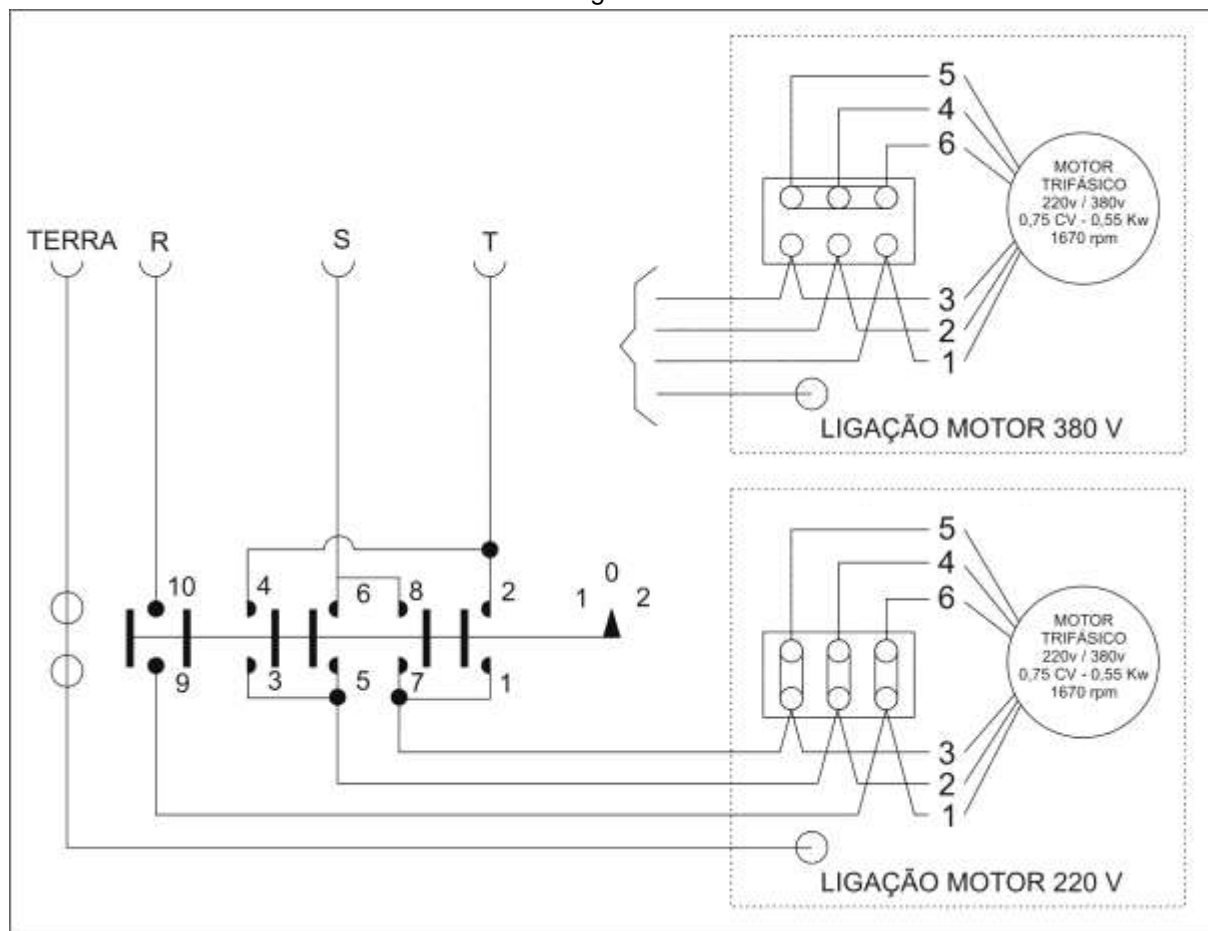 TERRA R S T
5
4
6
MOTOR
TRIFÁSICO
220v / 380v
0,75 CV - 0,55 Kw
1670 rpm
3
2
1
LIGAÇÃO MOTOR 380 V
10 4 6 8 2
9 3 5 7 1
1 0 2
5
4
6
MOTOR
TRIFÁSICO
220v / 380v
0,75 CV - 0,55 Kw
1670 rpm
3
2
1
LIGAÇÃO MOTOR 220 V